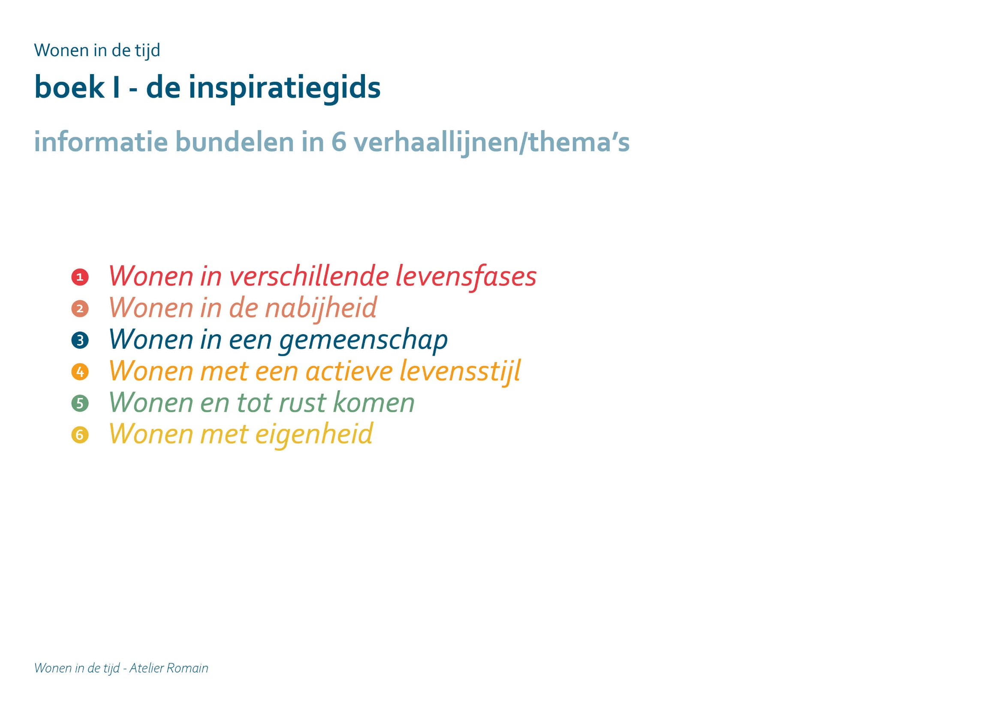 Wonen in de tijd
boek I - de inspiratiegids
informatie bundelen in 6 verhaallijnen/thema’s
1 Wonen in verschillende levensfases
2 Wonen in de nabijheid
3 Wonen in een gemeenschap
4 Wonen met een actieve levensstijl
5 Wonen en tot rust komen
6 Wonen met eigenheid
Wonen in de tijd - Atelier Romain